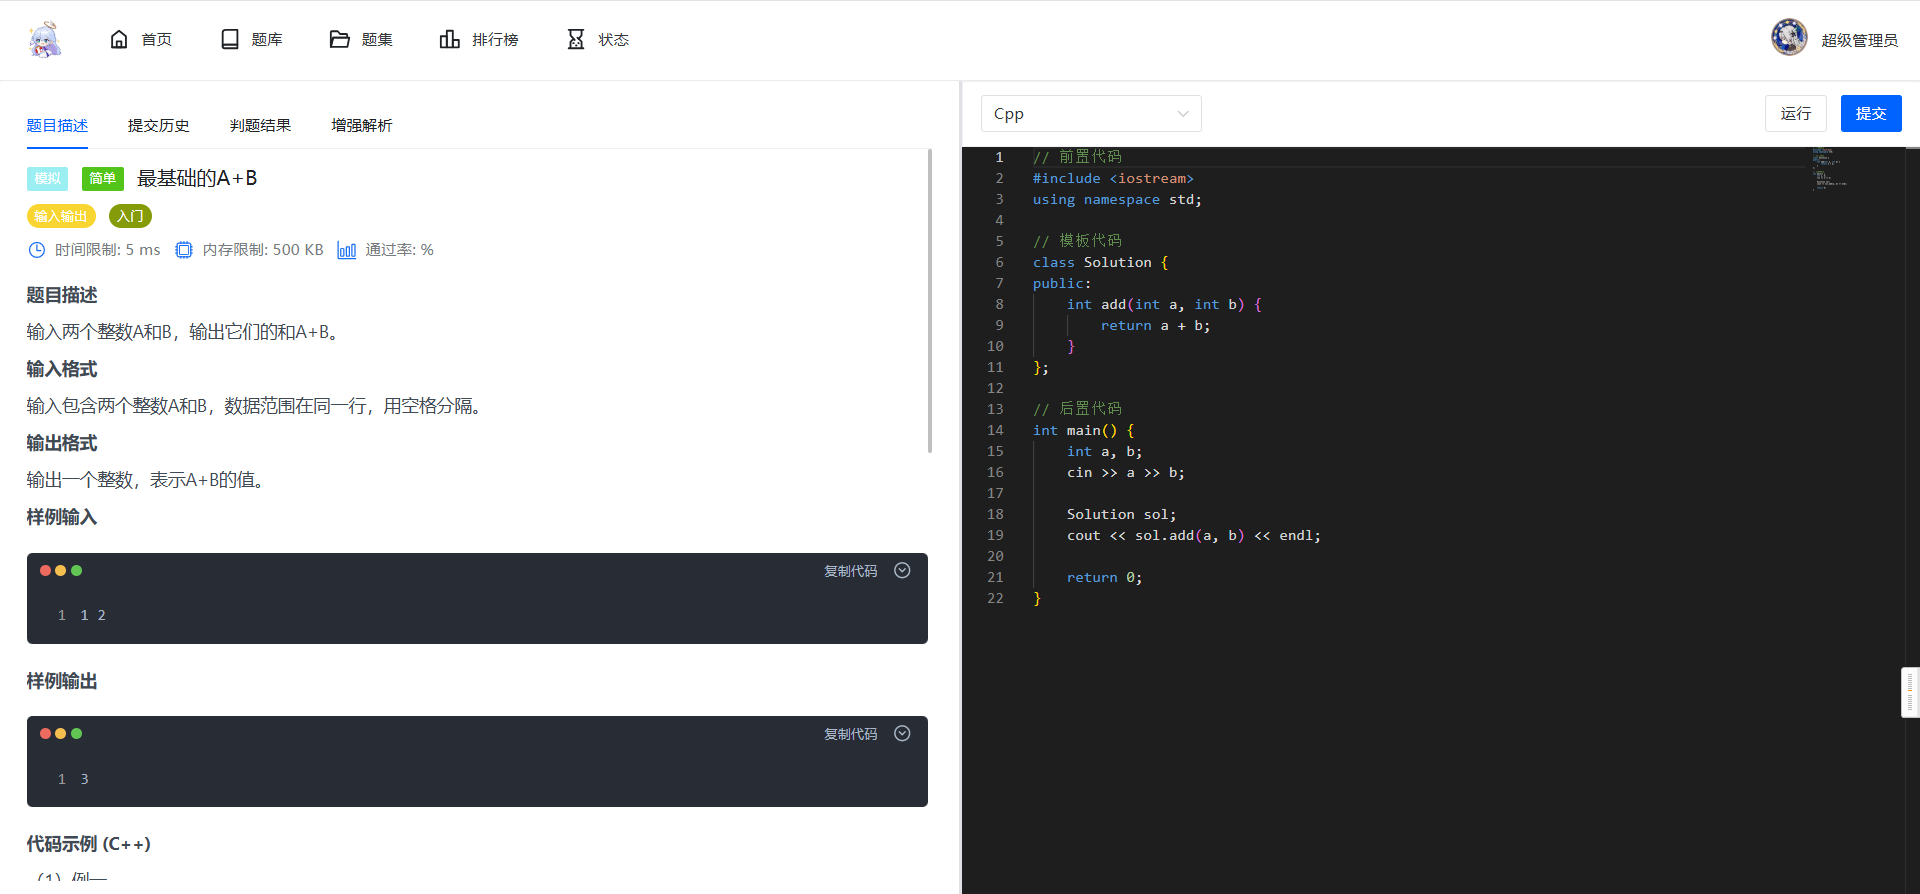 首页 题库 题集 排行榜 状态 超级管理员
题目描述 提交历史 判题结果 增强解析
模拟 简单 最基础的A+B
输入输出 入门
时间限制: 5 ms 内存限制: 500 KB 通过率: %
题目描述
输入两个整数A和B，输出它们的和A+B。
输入格式
输入包含两个整数A和B，数据范围在同一行，用空格分隔。
输出格式
输出一个整数，表示A+B的值。
样例输入
复制代码
1 1 2
样例输出
复制代码
1 3
代码示例 (C++)
（1）例一
Cpp 运行 提交
1 // 前置代码
2 #include <iostream>
3 using namespace std;
4
5 // 模板代码
6 class Solution {
7 public:
8     int add(int a, int b) {
9         return a + b;
10     }
11 };
12
13 // 后置代码
14 int main() {
15     int a, b;
16     cin >> a >> b;
17
18     Solution sol;
19     cout << sol.add(a, b) << endl;
20
21     return 0;
22 }